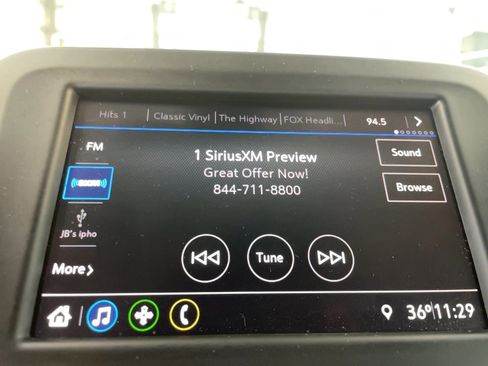 Hits 1 Classic Vinyl The Highway FOX Headli... 94.5
FM
1 SiriusXM Preview
Great Offer Now!
844-711-8800
Sound
Browse
((SXM))
JB's ipho
Tune
More
36° 11:29